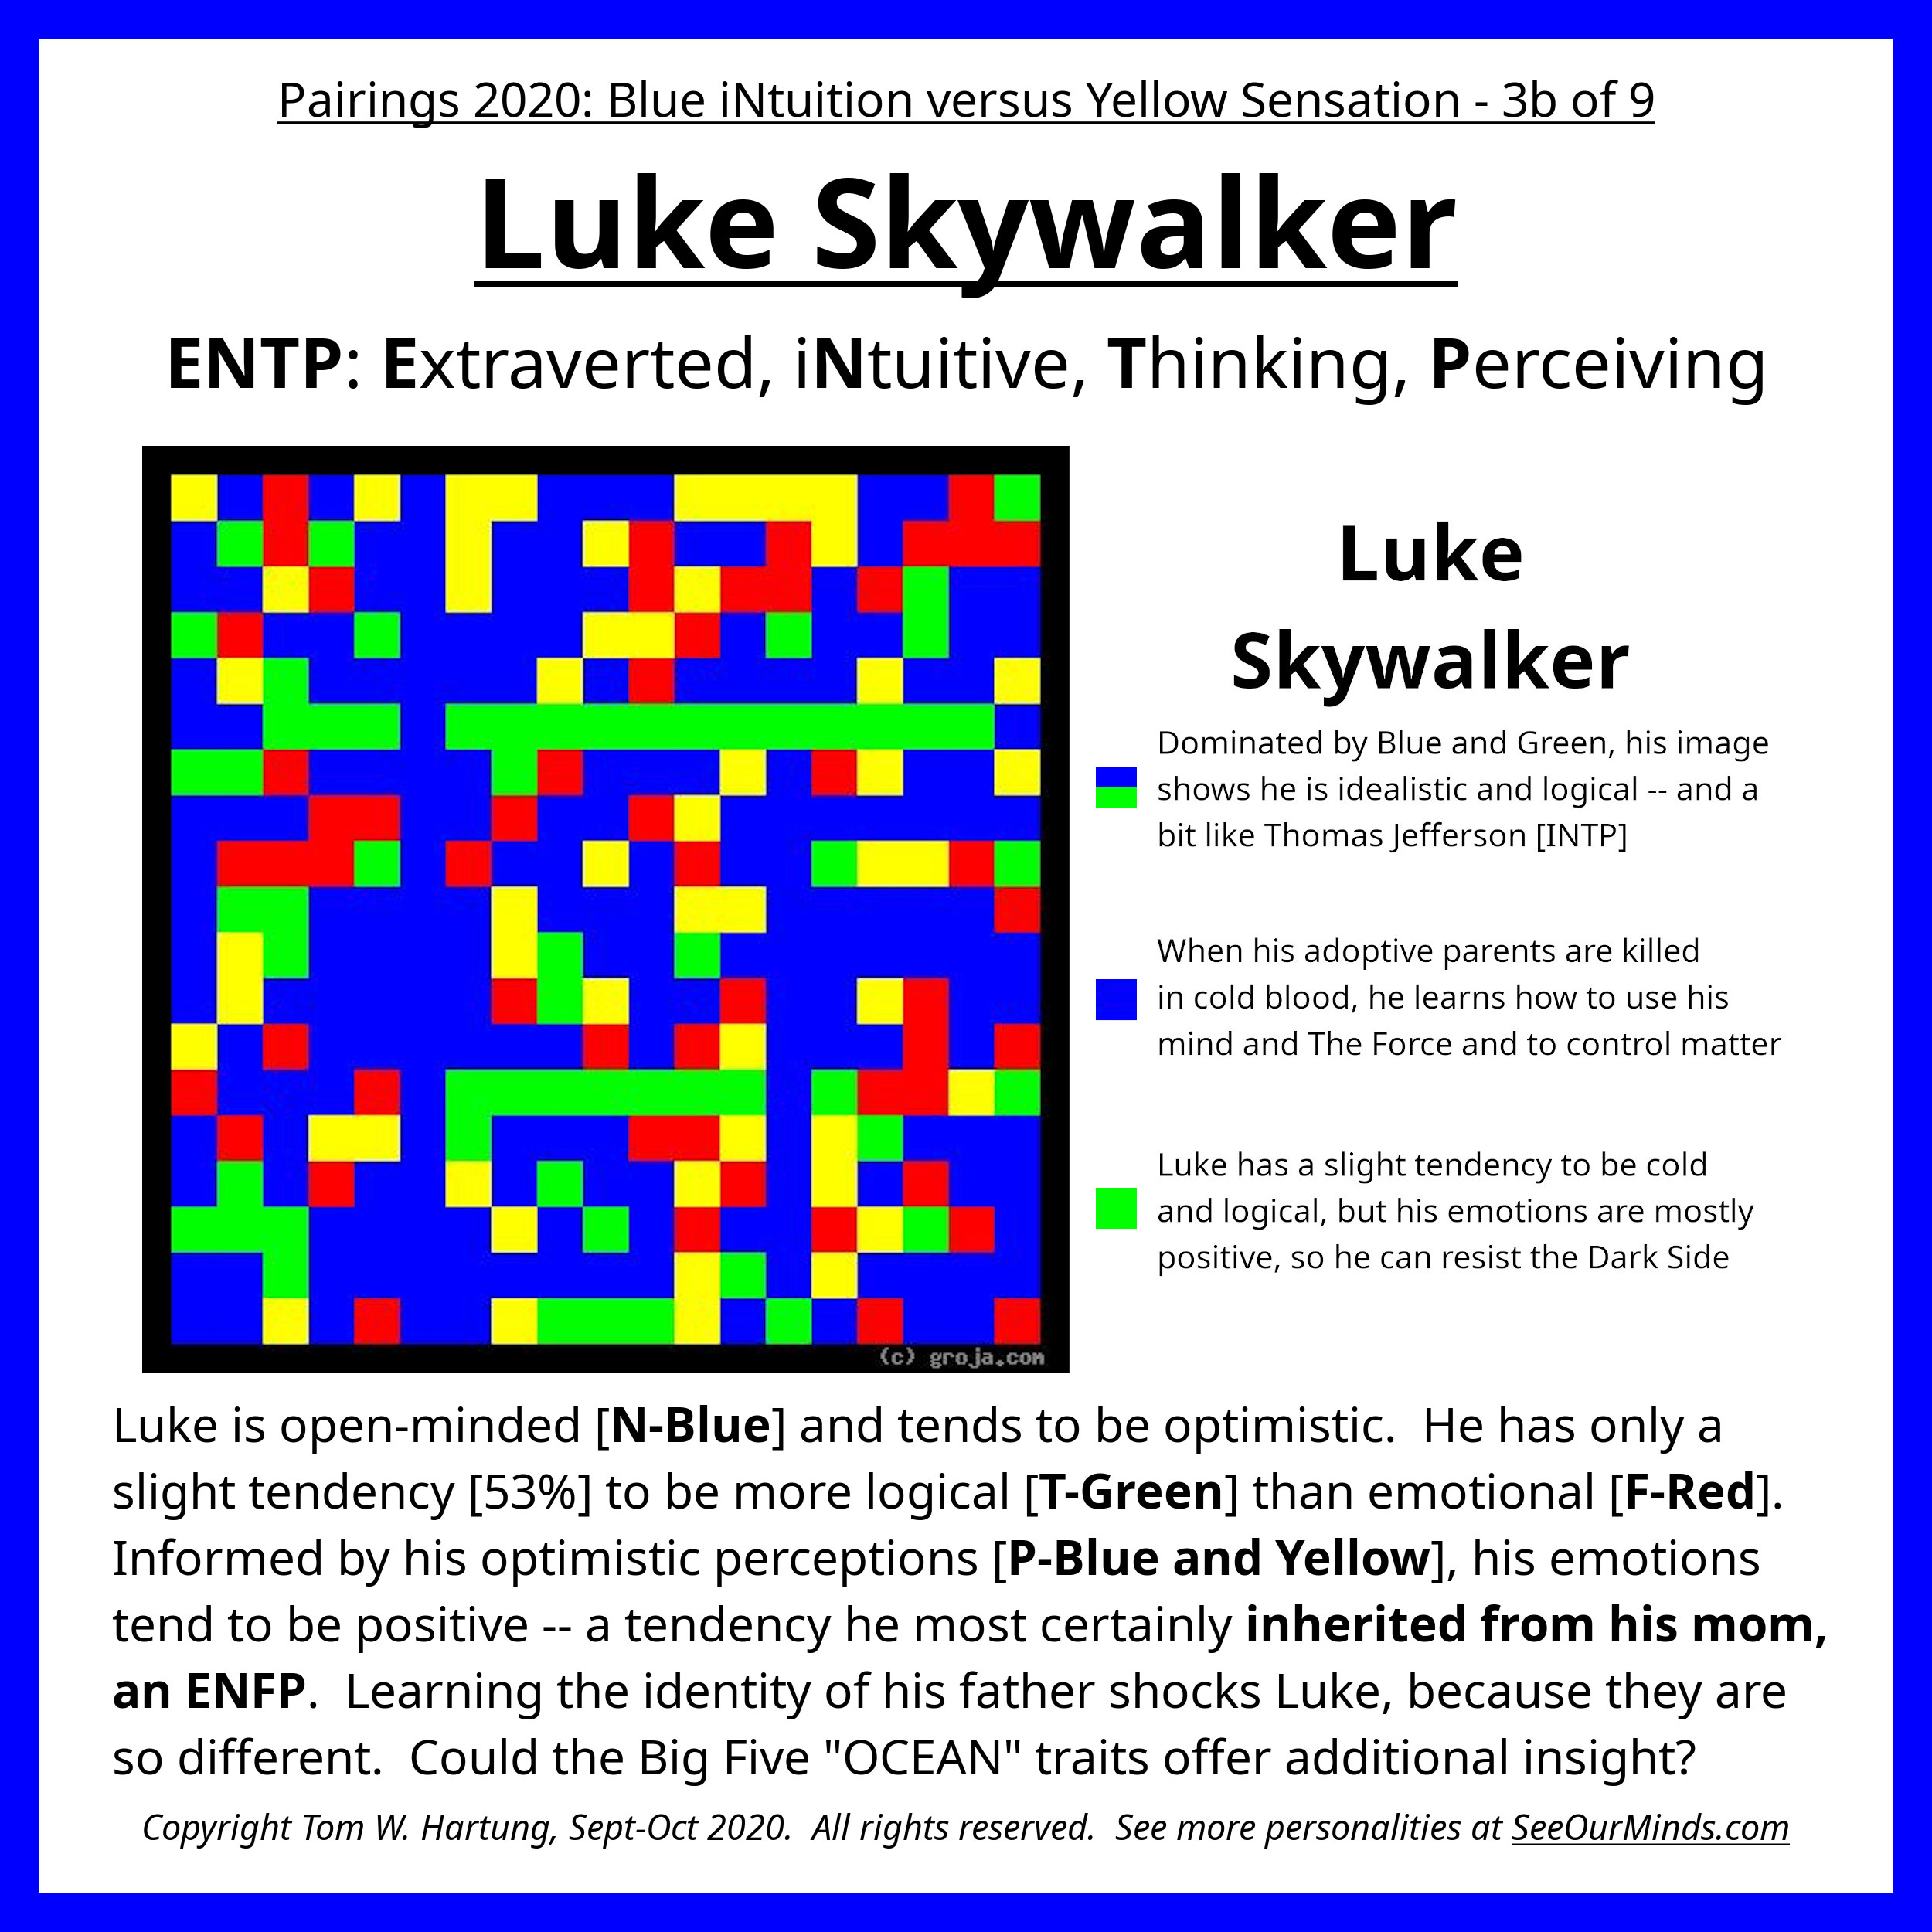 Pairings 2020: Blue iNtuition versus Yellow Sensation - 3b of 9
Luke Skywalker
ENTP: Extraverted, iNtuitive, Thinking, Perceiving
Luke
Skywalker
Dominated by Blue and Green, his image
shows he is idealistic and logical -- and a
bit like Thomas Jefferson [INTP]
When his adoptive parents are killed
in cold blood, he learns how to use his
mind and The Force and to control matter
Luke has a slight tendency to be cold
and logical, but his emotions are mostly
positive, so he can resist the Dark Side
(c) groja.com
Luke is open-minded [N-Blue] and tends to be optimistic.  He has only a
slight tendency [53%] to be more logical [T-Green] than emotional [F-Red].
Informed by his optimistic perceptions [P-Blue and Yellow], his emotions
tend to be positive -- a tendency he most certainly inherited from his mom,
an ENFP.  Learning the identity of his father shocks Luke, because they are
so different.  Could the Big Five "OCEAN" traits offer additional insight?
Copyright Tom W. Hartung, Sept-Oct 2020.  All rights reserved.  See more personalities at SeeOurMinds.com